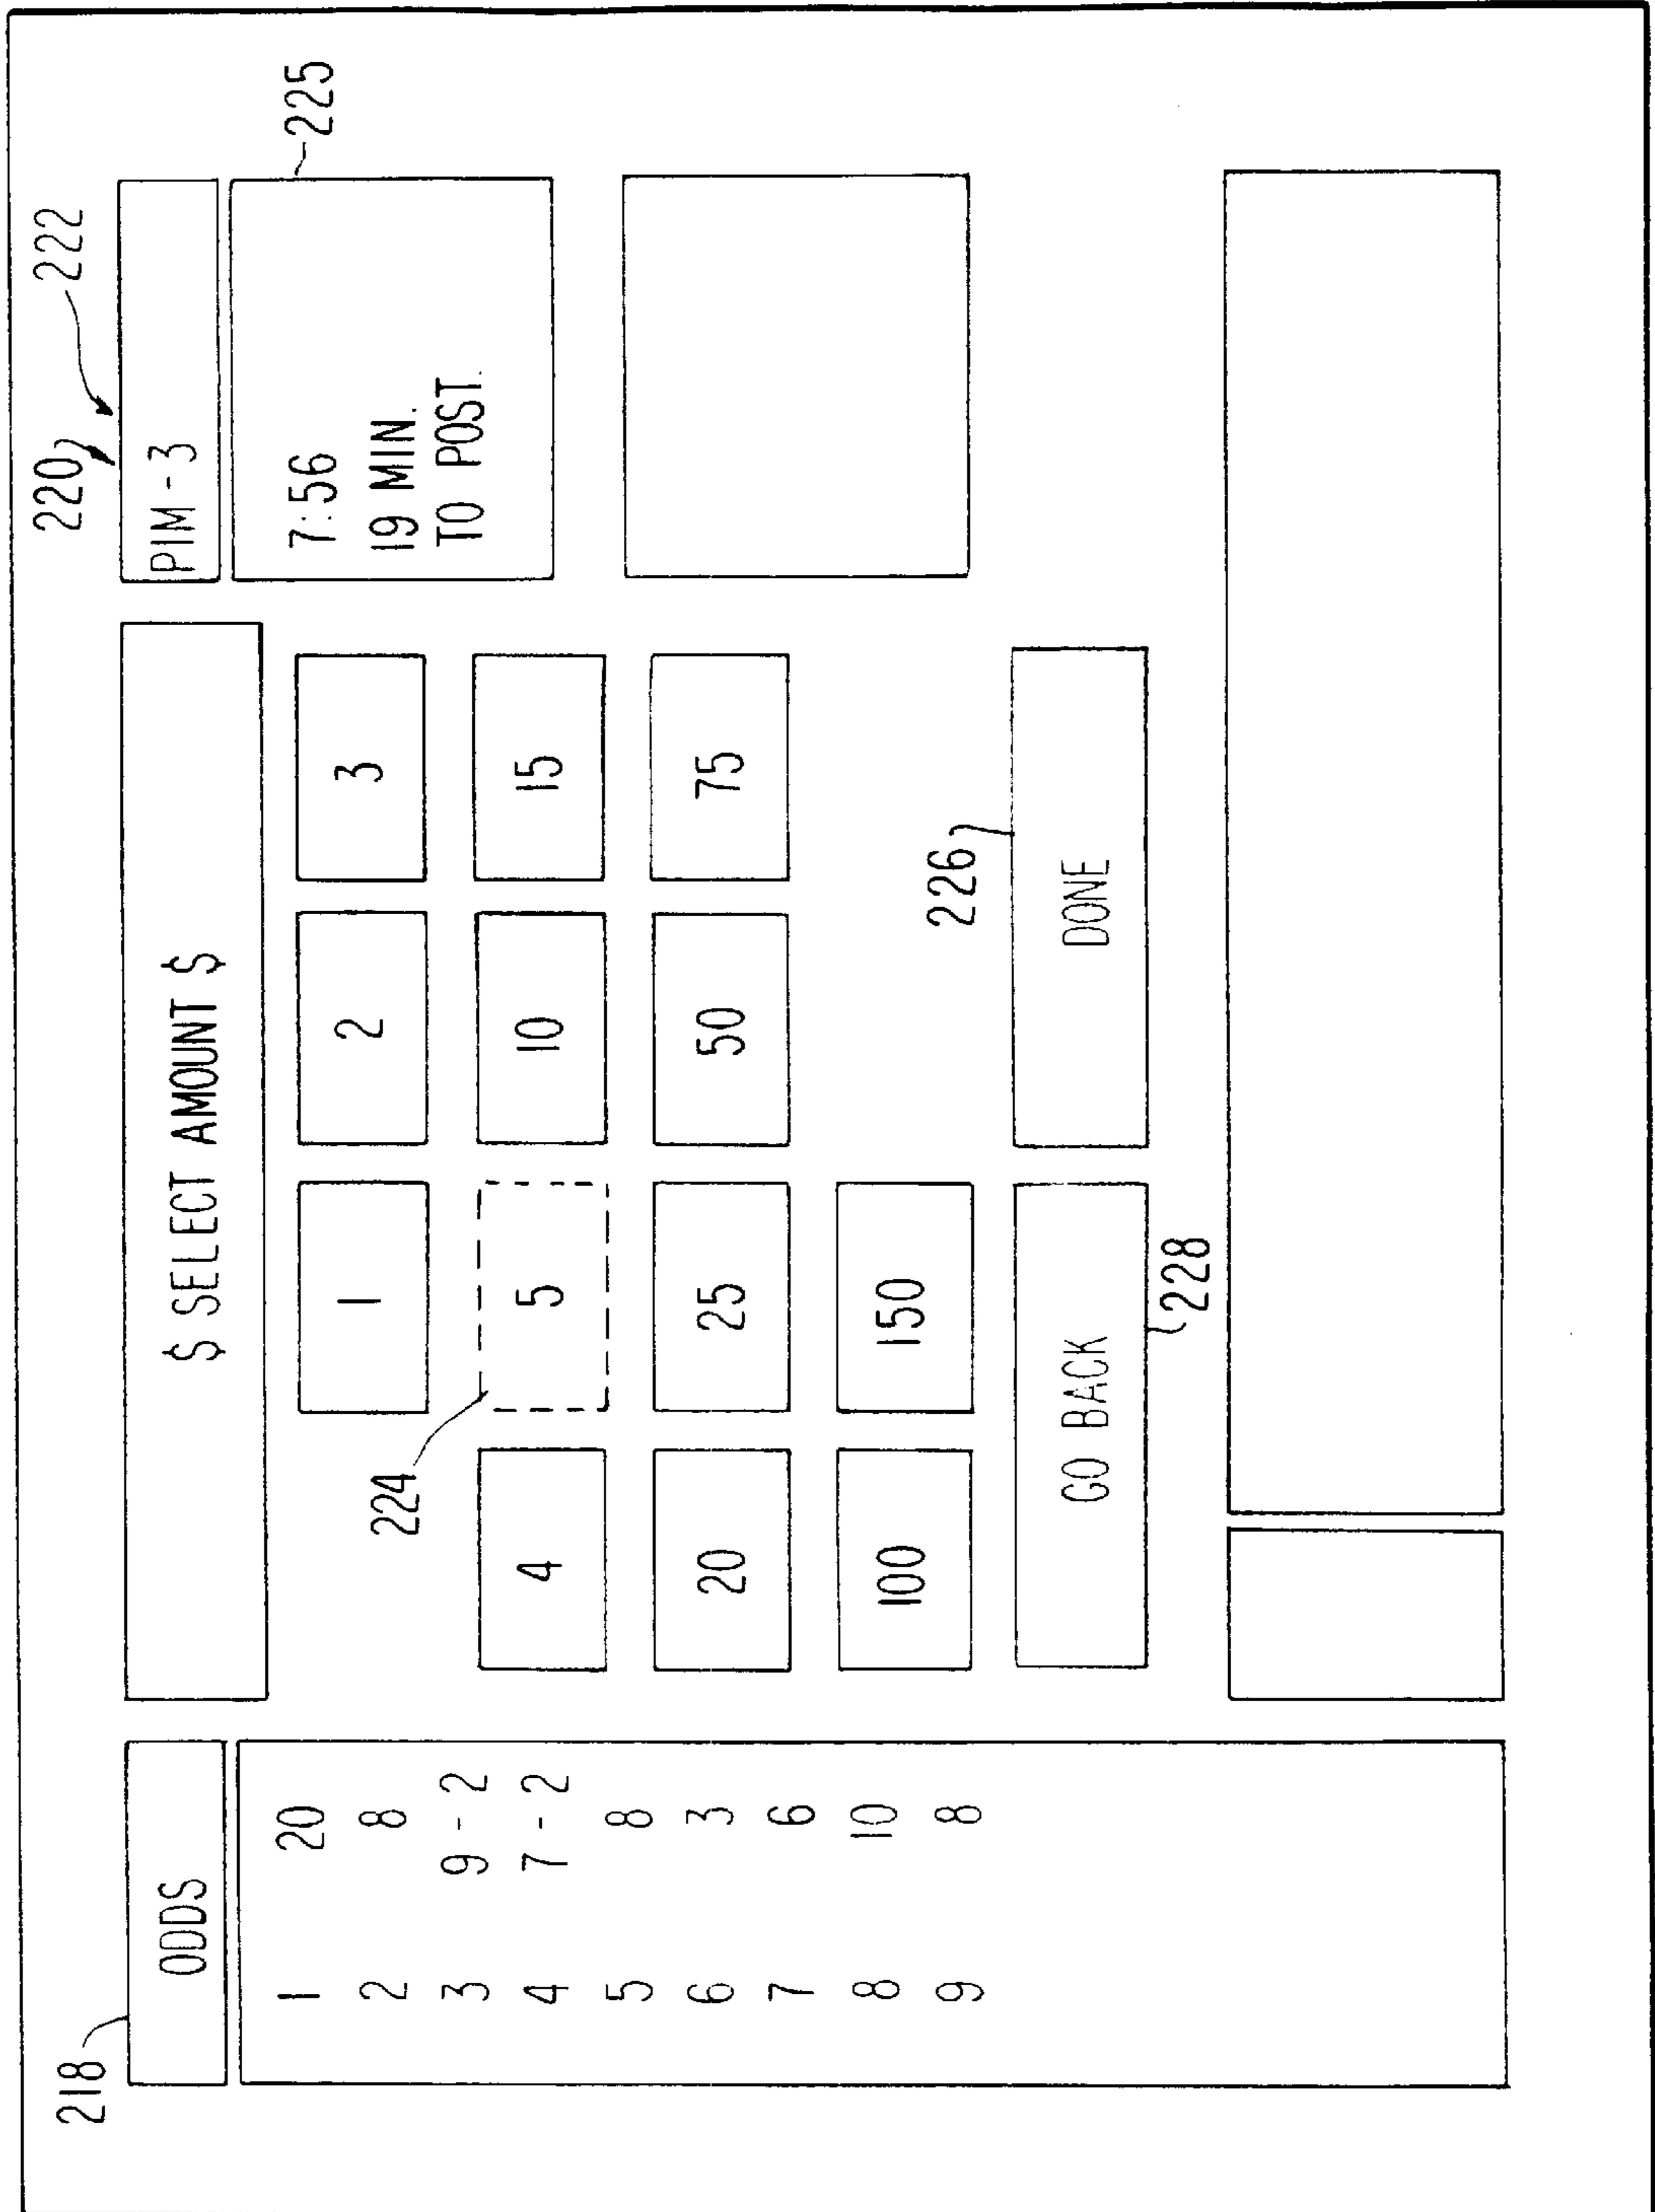 218
ODDS
1 20
2 8
3 9-2
4 7-2
5 8
6 3
7 6
8 10
9 8
$ SELECT AMOUNT $
1 2 3
224
4 5 10 15
20 25 50 75
100 150
226
GO BACK DONE
228
220 222
PIM-3
225
7:56
19 MIN.
TO POST.